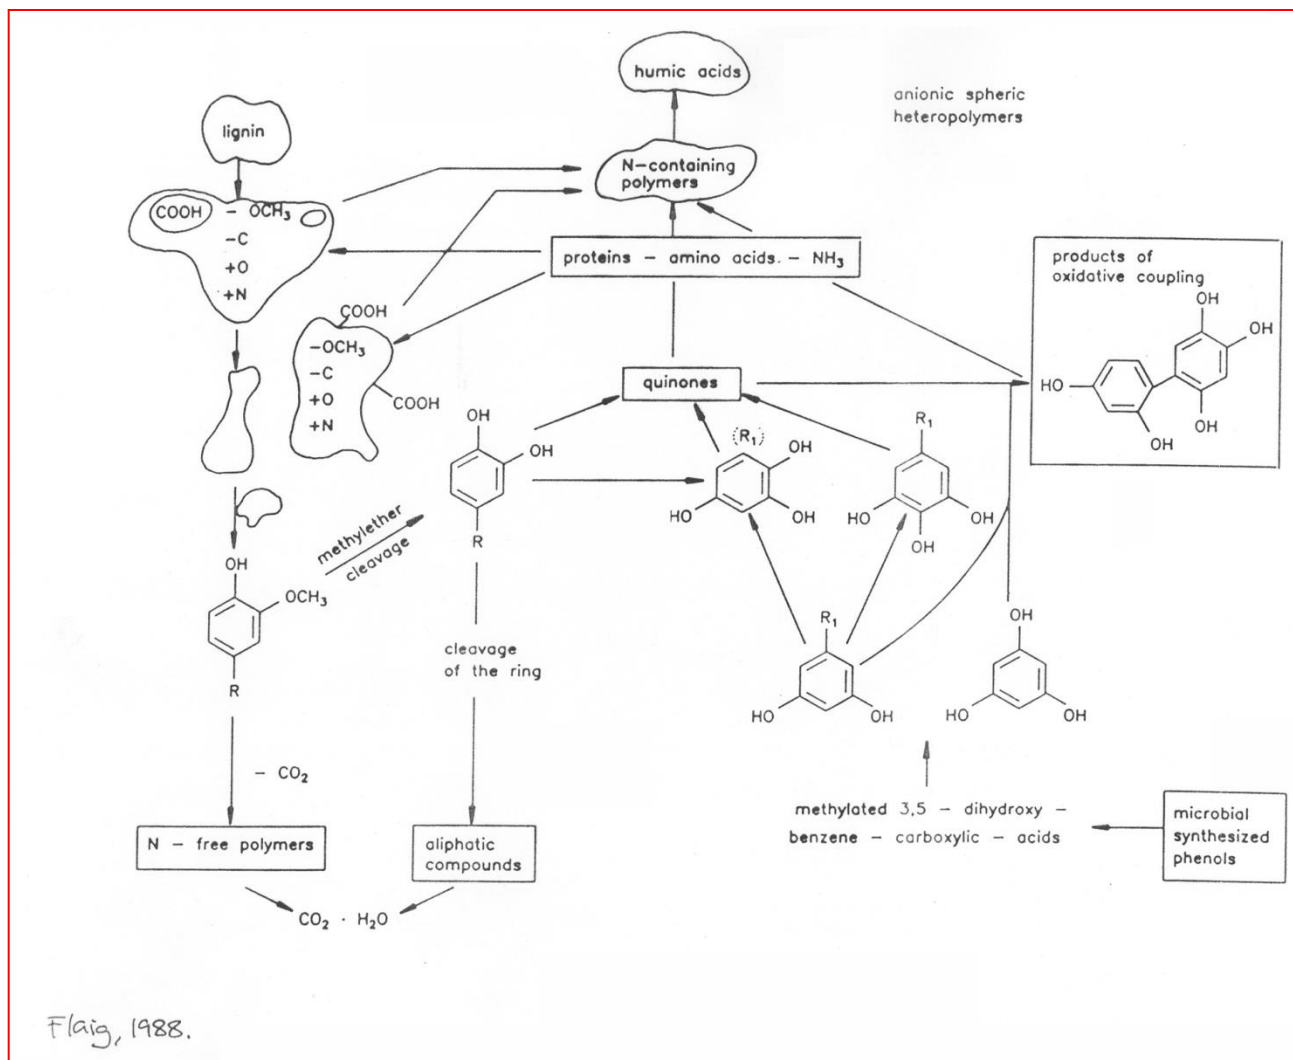 humic acids
anionic spheric
heteropolymers
lignin
N-containing
polymers
COOH
- OCH₃
-C
+O
+N
proteins - amino acids. - NH₃
products of
oxidative coupling
OH
OH
HO
OH
OH
COOH
-OCH₃
-C
+O
+N
COOH
quinones
OH
OH
R
(R₁)
OH
HO
OH
R₁
HO
OH
OH
methylether
cleavage
OH
OCH₃
R
cleavage
of the ring
R₁
HO
OH
OH
HO
OH
- CO₂
N - free polymers
aliphatic
compounds
methylated 3,5 - dihydroxy -
benzene - carboxylic - acids
microbial
synthesized
phenols
CO₂ · H₂O
Flaig, 1988.